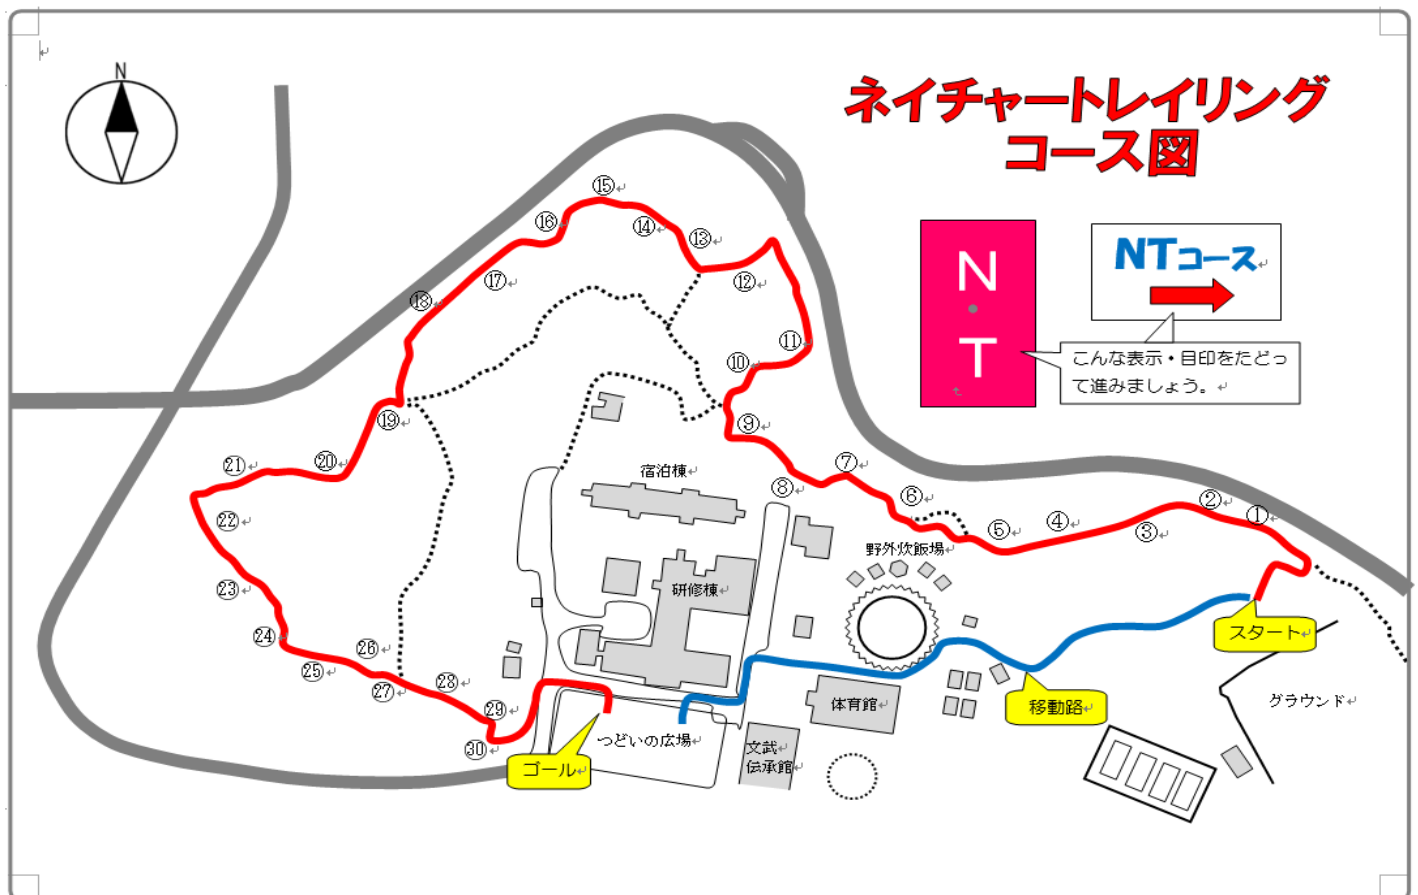 N
ネイチャートレイリング
コース図
N
・
T
NTコース
こんな表示・目印をたどっ
て進みましょう。
⑮
⑯
⑭
⑬
⑰
⑫
⑱
⑪
⑩
⑲
⑨
㉑
⑳
宿泊棟
⑧
⑦
⑥
⑤
④
③
②
①
㉒
野外炊飯場
㉓
研修棟
㉔
㉕
㉖
㉗
㉘
㉙
㉚
スタート
グラウンド
移動路
体育館
つどいの広場
文武
伝承館
ゴール